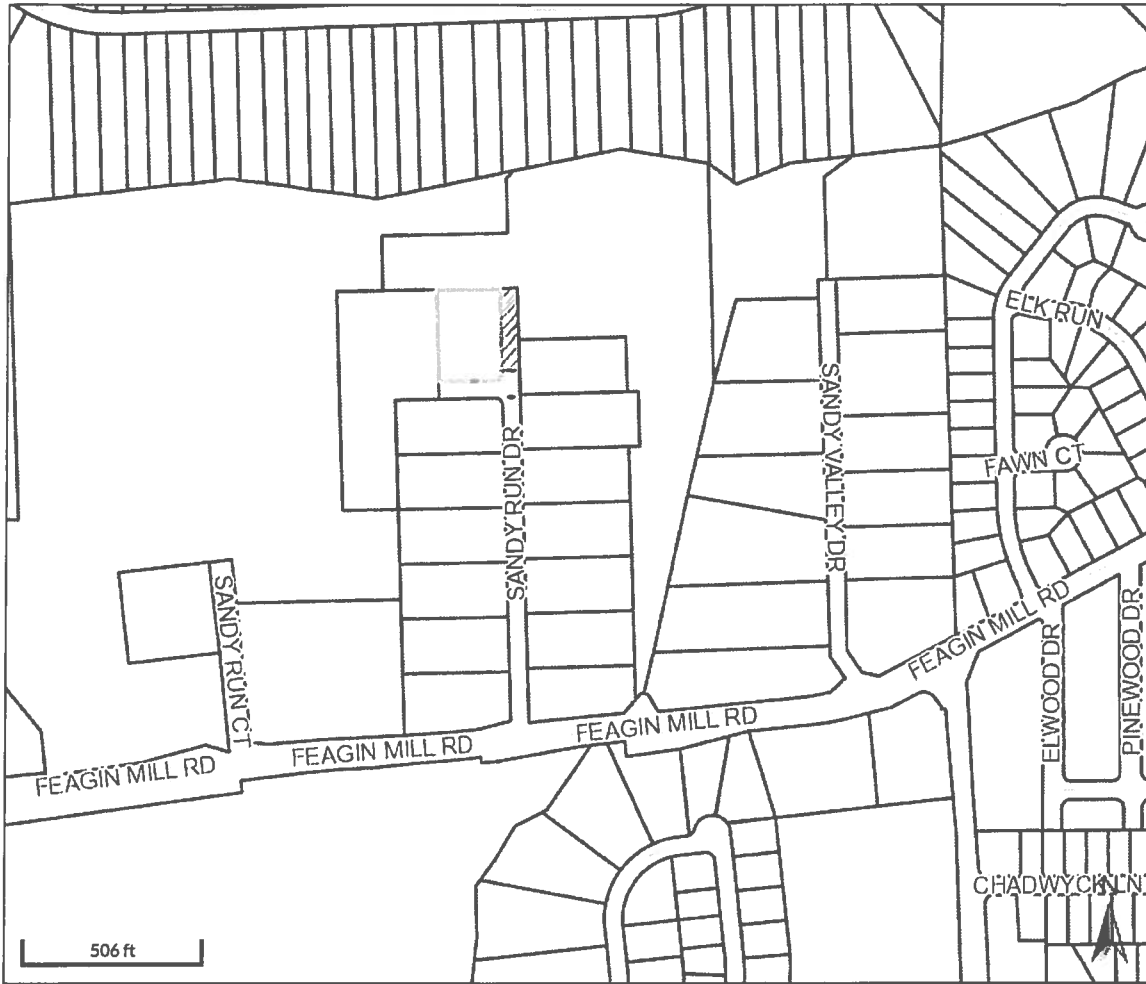 ELK RUN
SANDY VALLEY DR
SANDY RUN DR
FAWN CT
SANDY RUN CT
FEAGIN MILL RD
ELWOOD DR
PINEWOOD DR
FEAGIN MILL RD
FEAGIN MILL RD
FEAGIN MILL RD
CHADWYCK LN
506 ft
N